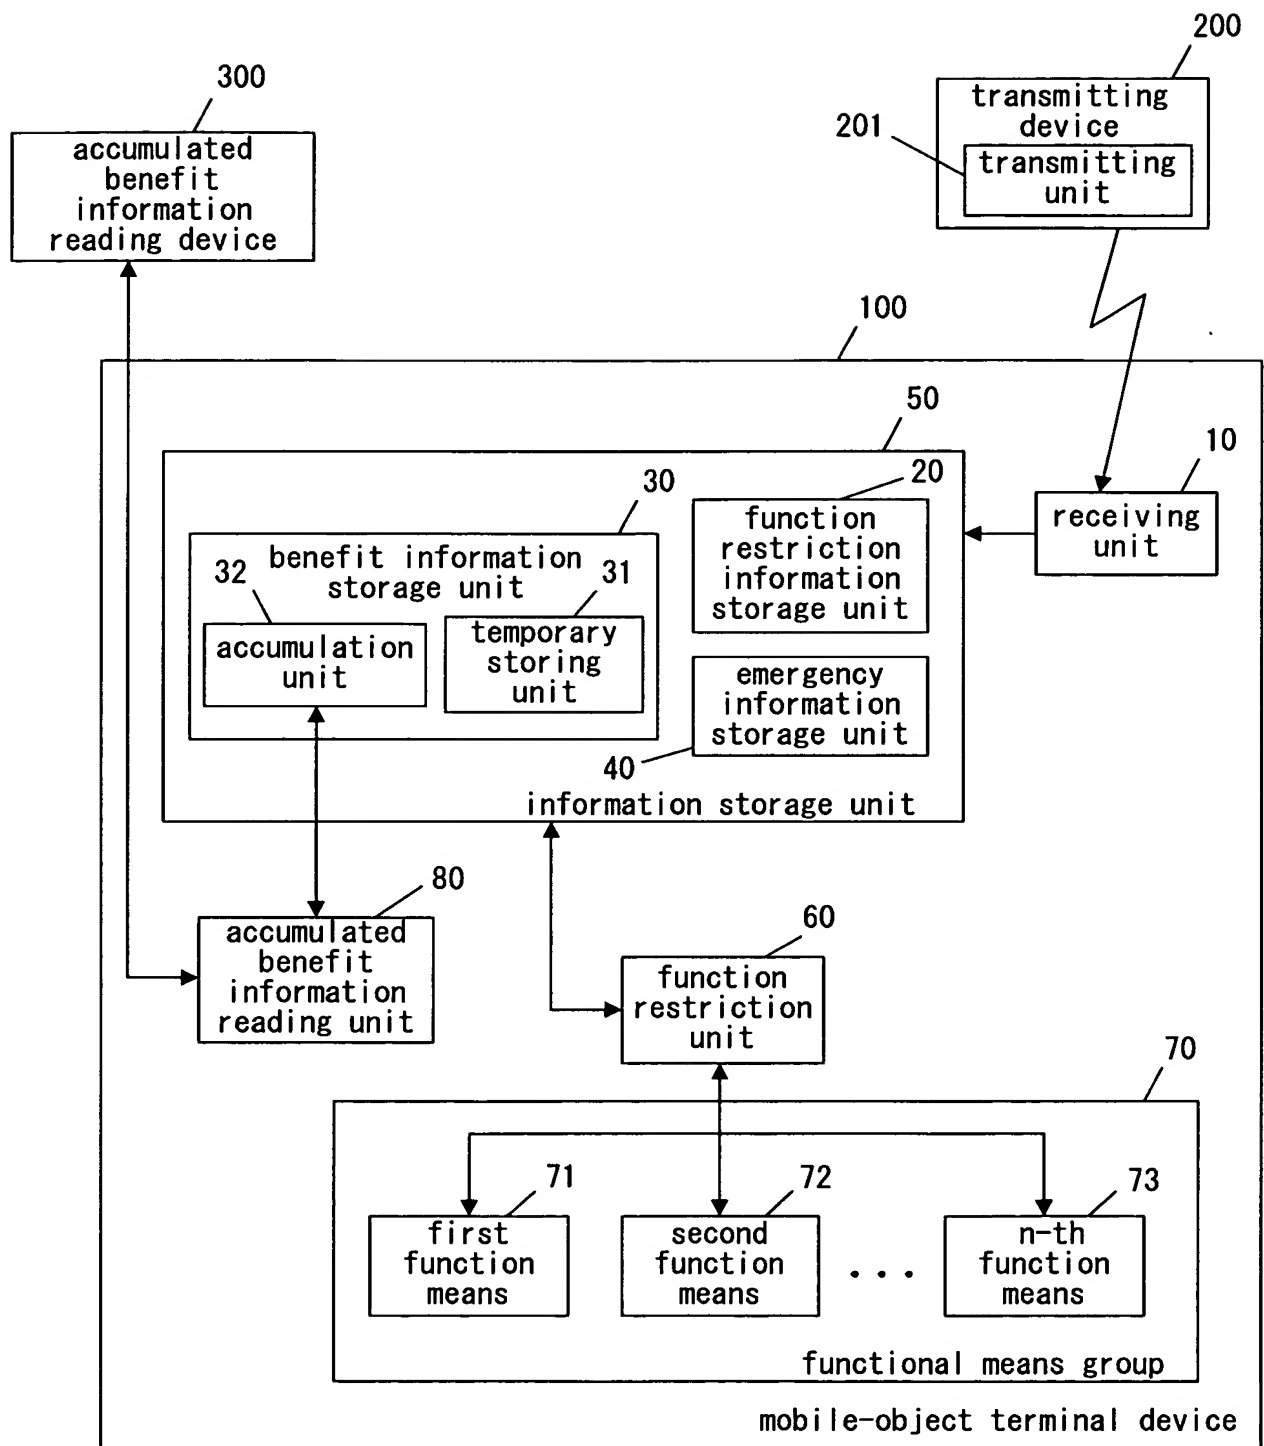 200
300
transmitting
device
201
transmitting
unit
accumulated
benefit
information
reading device
100
50
10
20
30
function
restriction
information
storage unit
receiving
unit
benefit information
storage unit
32
31
accumulation
unit
temporary
storing
unit
emergency
information
storage unit
40
information storage unit
80
60
accumulated
benefit
information
reading unit
function
restriction
unit
70
71
72
73
first
function
means
second
function
means
...
n-th
function
means
functional means group
mobile-object terminal device